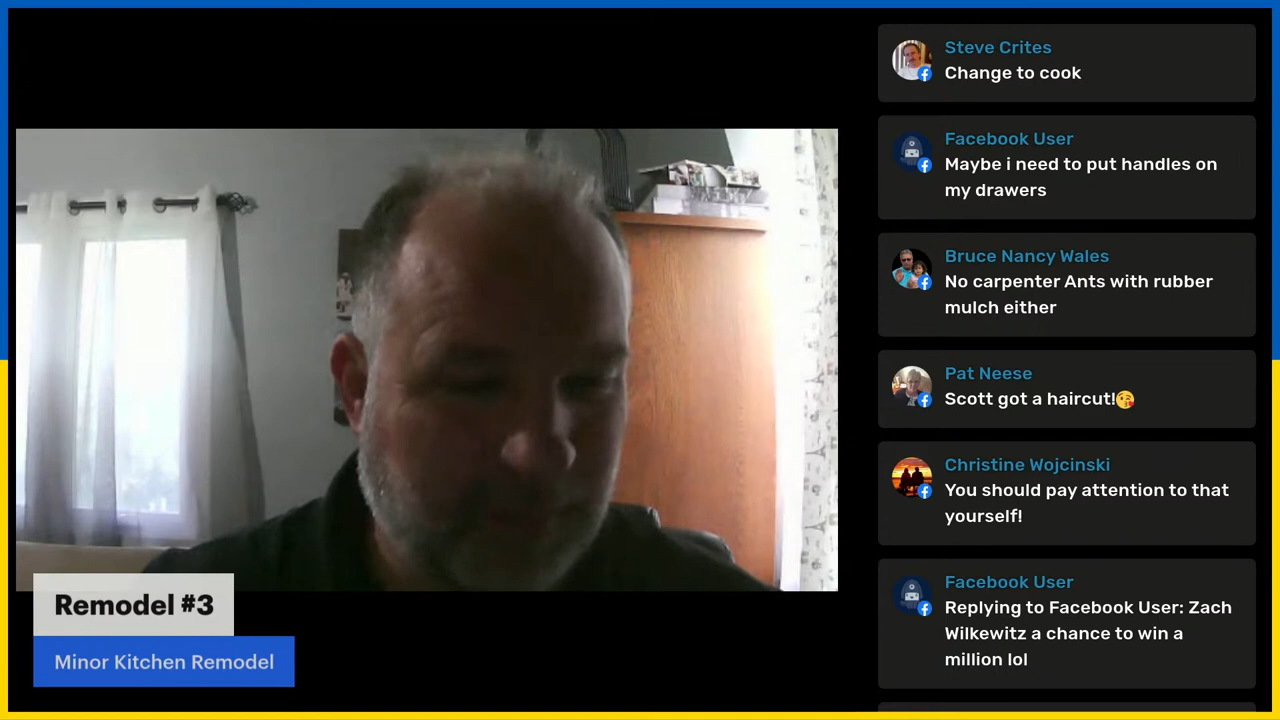 Steve Crites
Change to cook
Facebook User
Maybe i need to put handles on
my drawers
Bruce Nancy Wales
No carpenter Ants with rubber
mulch either
Pat Neese
Scott got a haircut!😘
Christine Wojcinski
You should pay attention to that
yourself!
Facebook User
Replying to Facebook User: Zach
Wilkewitz a chance to win a
million lol
Remodel #3
Minor Kitchen Remodel